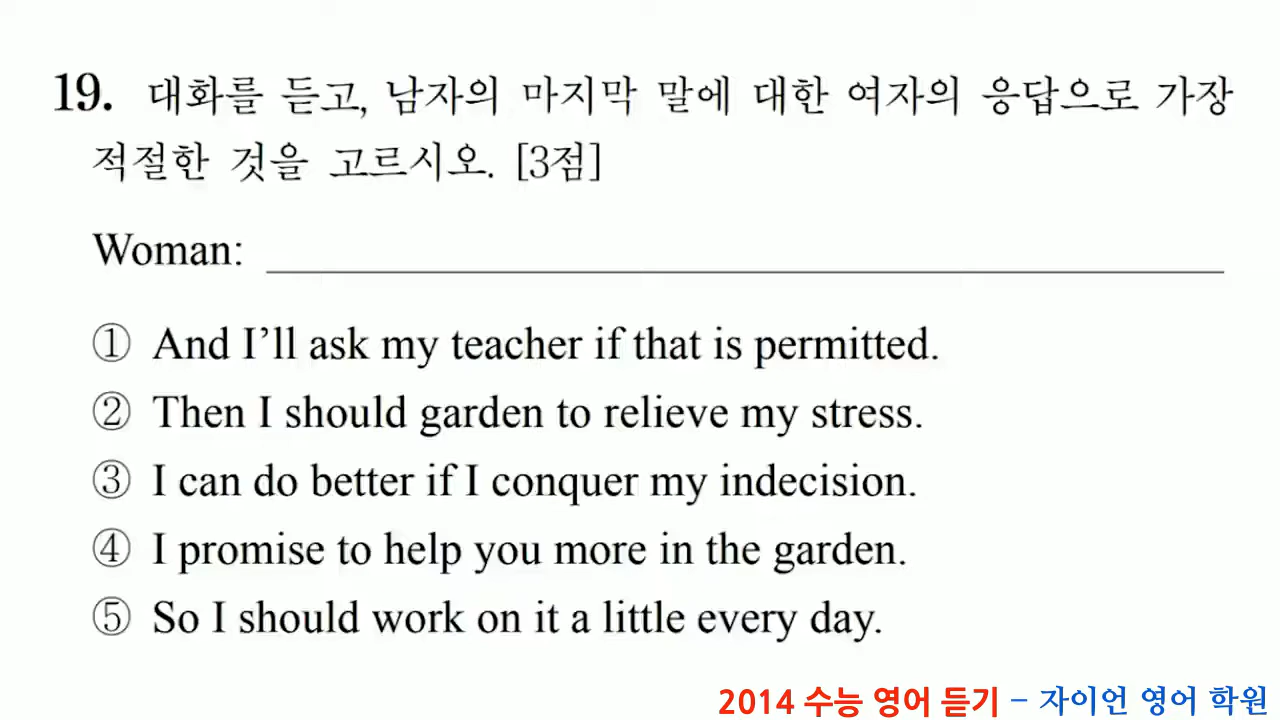 19. 대화를 듣고, 남자의 마지막 말에 대한 여자의 응답으로 가장
적절한 것을 고르시오. [3점]
Woman:
① And I’ll ask my teacher if that is permitted.
② Then I should garden to relieve my stress.
③ I can do better if I conquer my indecision.
④ I promise to help you more in the garden.
⑤ So I should work on it a little every day.
2014 수능 영어 듣기 - 자이언 영어 학원